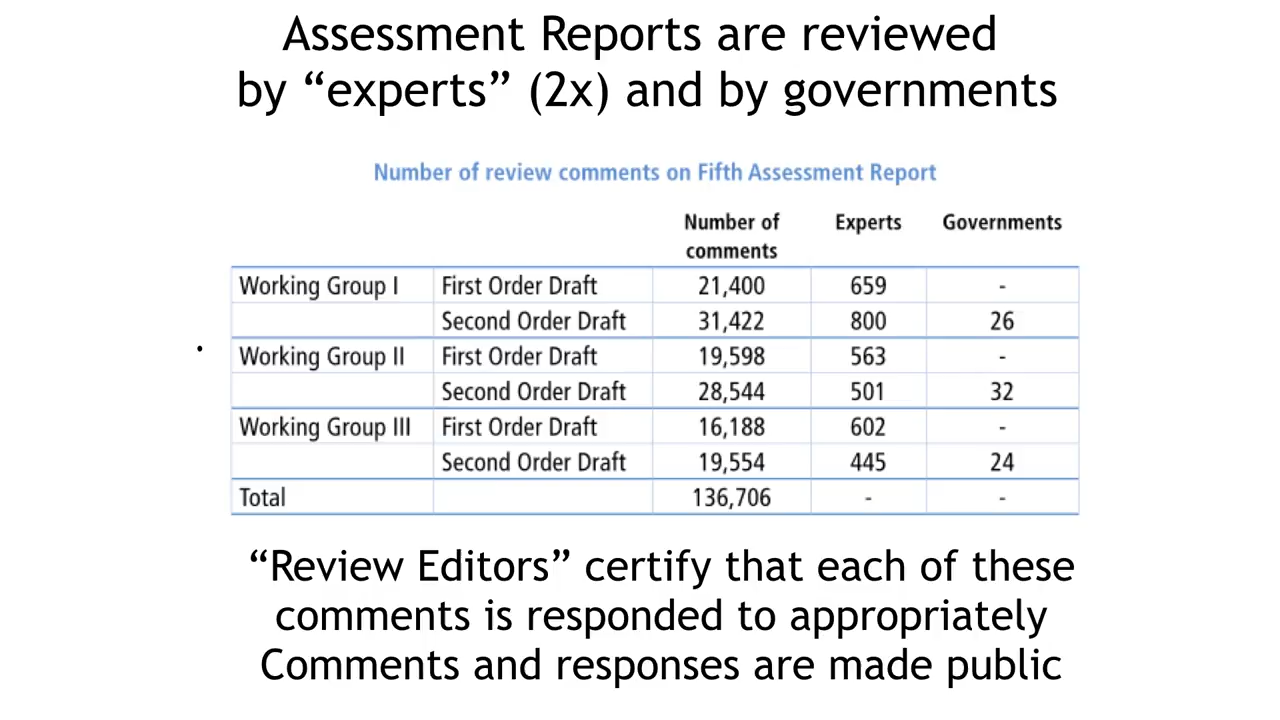 Assessment Reports are reviewed
by “experts” (2x) and by governments
Number of review comments on Fifth Assessment Report
Number of comments Experts Governments
Working Group I First Order Draft 21,400 659 -
Second Order Draft 31,422 800 26
Working Group II First Order Draft 19,598 563 -
Second Order Draft 28,544 501 32
Working Group III First Order Draft 16,188 602 -
Second Order Draft 19,554 445 24
Total 136,706 - -
“Review Editors” certify that each of these
comments is responded to appropriately
Comments and responses are made public